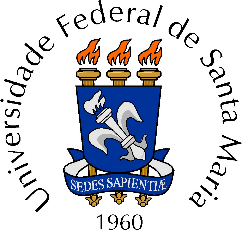 Universidade Federal de Santa Maria
SEDES SAPIENTIÆ
1960